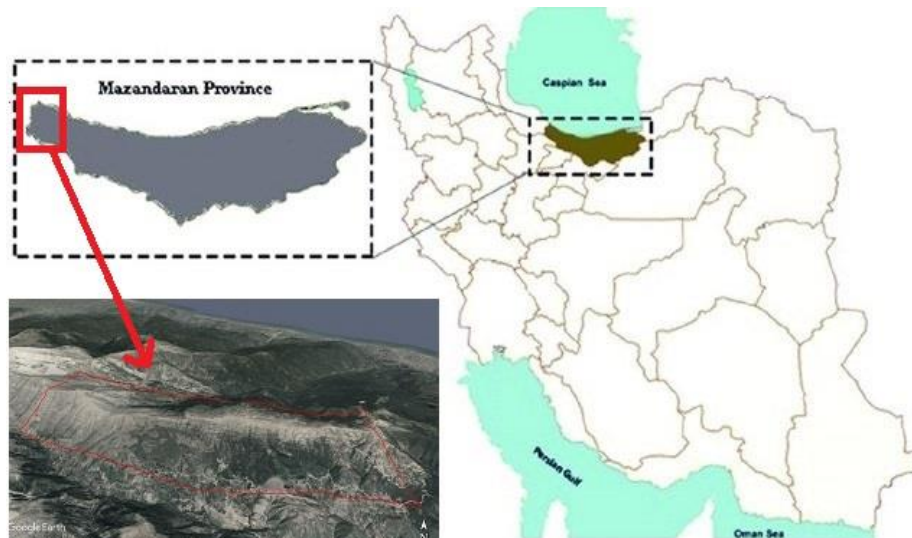 Mazandaran Province
Caspian Sea
Persian Gulf
Oman Sea
Google Earth
N